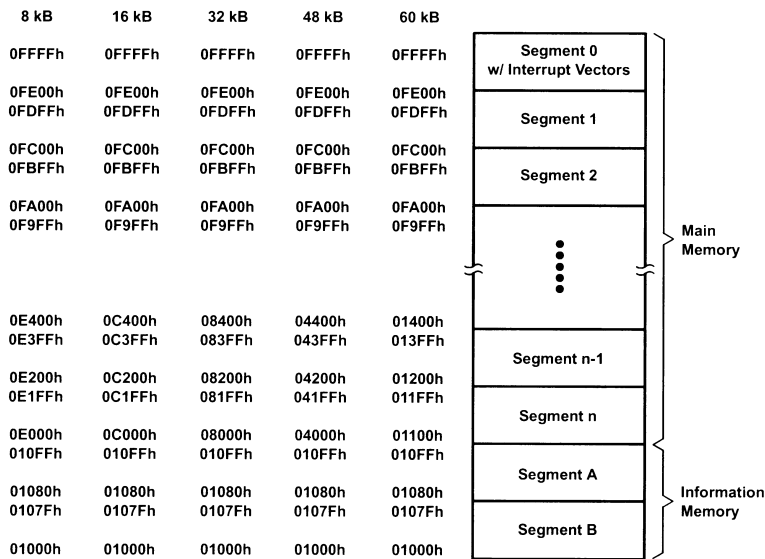 8 kB 16 kB 32 kB 48 kB 60 kB
0FFFFh 0FFFFh 0FFFFh 0FFFFh 0FFFFh
Segment 0
w/ Interrupt Vectors
0FE00h 0FE00h 0FE00h 0FE00h 0FE00h
0FDFFh 0FDFFh 0FDFFh 0FDFFh 0FDFFh
Segment 1
0FC00h 0FC00h 0FC00h 0FC00h 0FC00h
0FBFFh 0FBFFh 0FBFFh 0FBFFh 0FBFFh
Segment 2
0FA00h 0FA00h 0FA00h 0FA00h 0FA00h
0F9FFh 0F9FFh 0F9FFh 0F9FFh 0F9FFh
Main
Memory
0E400h 0C400h 08400h 04400h 01400h
0E3FFh 0C3FFh 083FFh 043FFh 013FFh
Segment n-1
0E200h 0C200h 08200h 04200h 01200h
0E1FFh 0C1FFh 081FFh 041FFh 011FFh
Segment n
0E000h 0C000h 08000h 04000h 01100h
010FFh 010FFh 010FFh 010FFh 010FFh
Segment A
01080h 01080h 01080h 01080h 01080h
0107Fh 0107Fh 0107Fh 0107Fh 0107Fh
Information
Memory
Segment B
01000h 01000h 01000h 01000h 01000h